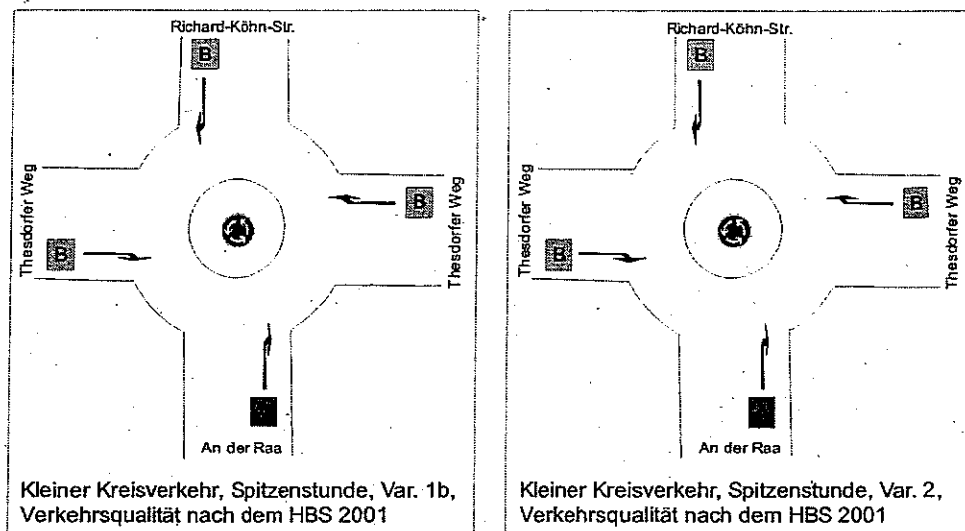 Richard-Köhn-Str.
B
Thesdorfer Weg
B
B
Thesdorfer Weg
An der Raa
Kleiner Kreisverkehr, Spitzenstunde, Var. 1b,
Verkehrsqualität nach dem HBS 2001
Richard-Köhn-Str.
B
Thesdorfer Weg
B
B
Thesdorfer Weg
An der Raa
Kleiner Kreisverkehr, Spitzenstunde, Var. 2,
Verkehrsqualität nach dem HBS 2001